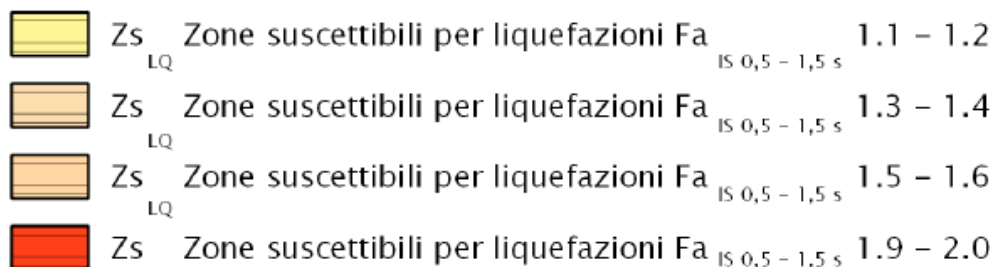 Zs LQ Zone suscettibili per liquefazioni Fa IS 0,5 – 1,5 s 1.1 – 1.2
Zs LQ Zone suscettibili per liquefazioni Fa IS 0,5 – 1,5 s 1.3 – 1.4
Zs LQ Zone suscettibili per liquefazioni Fa IS 0,5 – 1,5 s 1.5 – 1.6
Zs Zone suscettibili per liquefazioni Fa IS 0,5 – 1,5 s 1.9 – 2.0